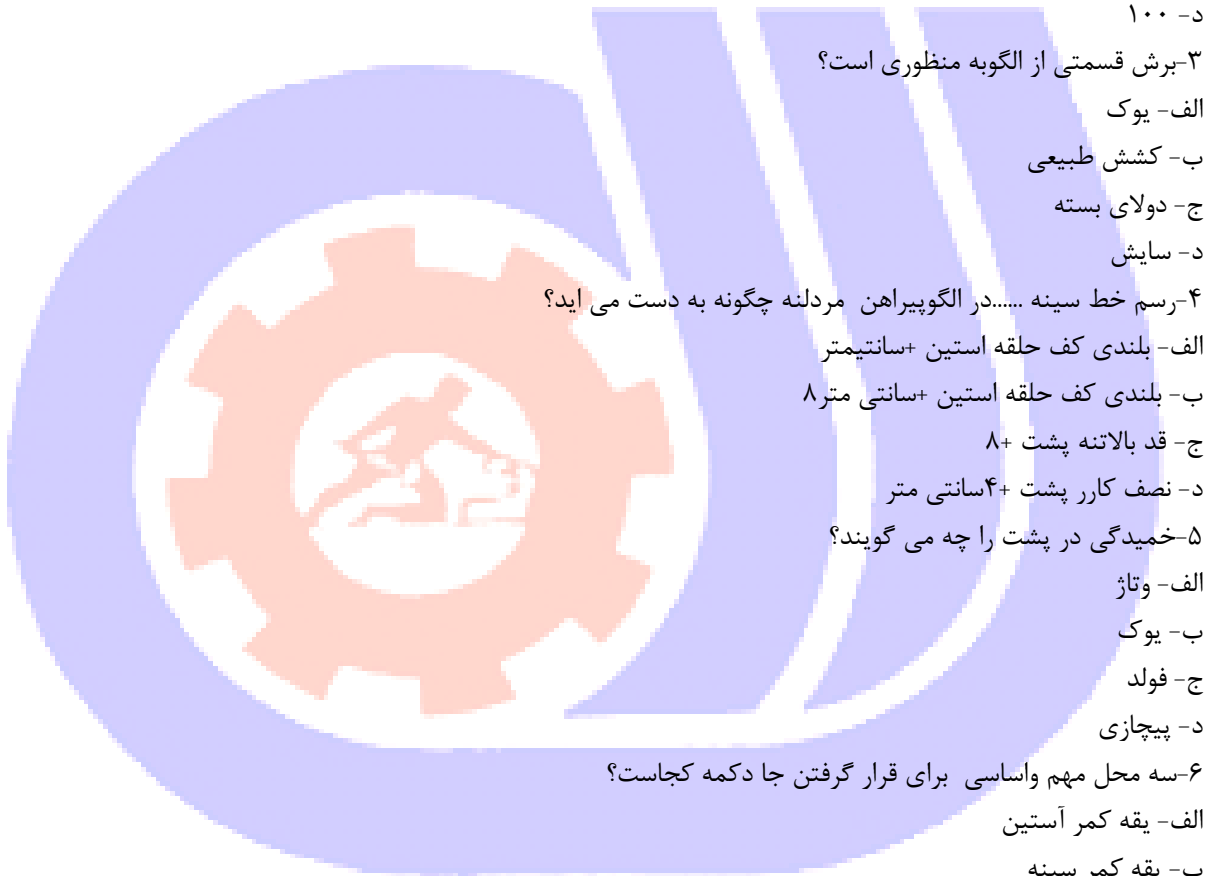 د- ۱۰۰
۳-برش قسمتی از الگوبه منظوری است؟
الف- یوک
ب- کشش طبیعی
ج- دولای بسته
د- سایش
۴-رسم خط سینه ......در الگوپیراهن مردلنه چگونه به دست می اید؟
الف- بلندی کف حلقه استین +سانتیمتر
ب- بلندی کف حلقه استین +سانتی متر۸
ج- قد بالاتنه پشت +۸
د- نصف کارر پشت +۴سانتی متر
۵-خمیدگی در پشت را چه می گویند؟
الف- وتاژ
ب- یوک
ج- فولد
د- پیچازی
۶-سه محل مهم واساسی برای قرار گرفتن جا دکمه کجاست؟
الف- یقه کمر آستین
ب- یقه کمر سینه